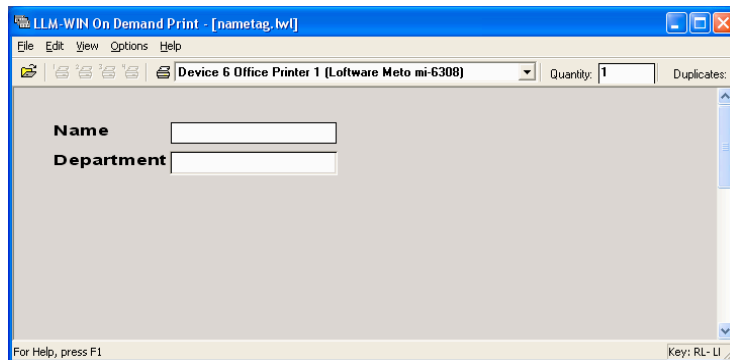 LLM-WIN On Demand Print - [nametag.lwl]
File Edit View Options Help
Device 6 Office Printer 1 (Loftware Meto mi-6308) Quantity: 1 Duplicates:
Name
Department
For Help, press F1 Key: RL- LI